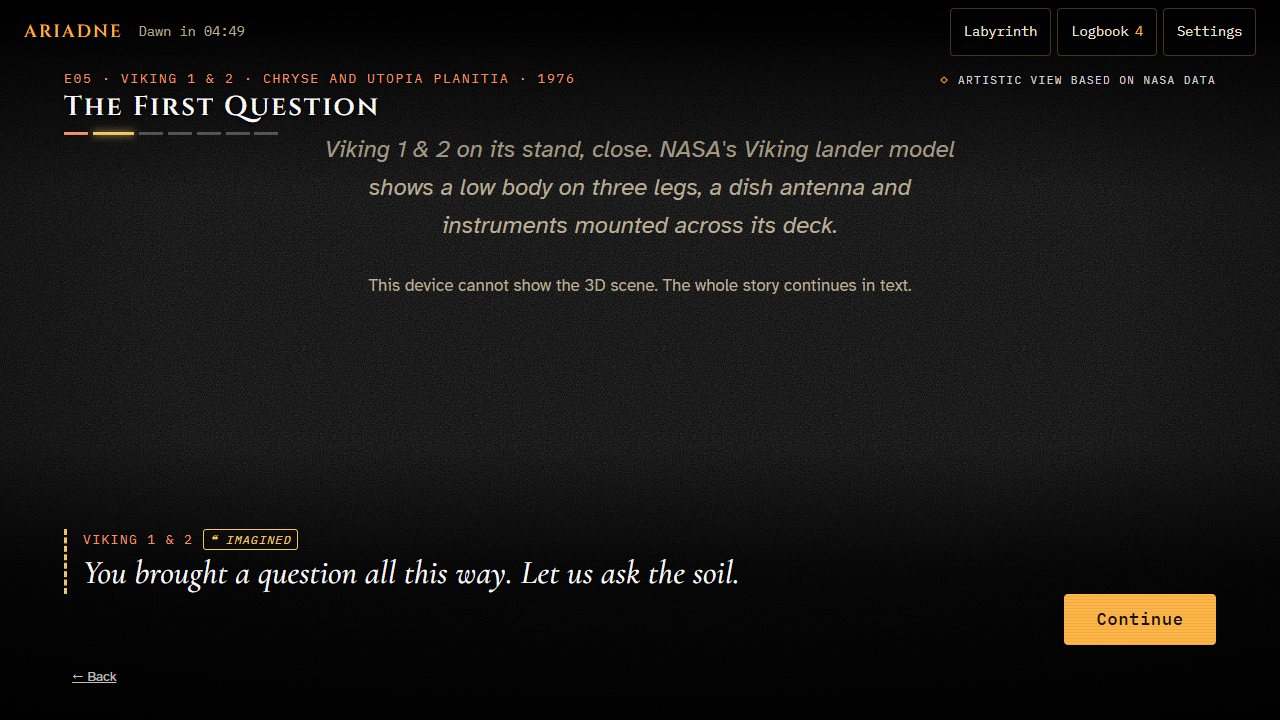 ARIADNE Dawn in 04:49 Labyrinth Logbook 4 Settings
E05 · VIKING 1 & 2 · CHRYSE AND UTOPIA PLANITIA · 1976
◇ ARTISTIC VIEW BASED ON NASA DATA
The First Question
Viking 1 & 2 on its stand, close. NASA's Viking lander model
shows a low body on three legs, a dish antenna and
instruments mounted across its deck.
This device cannot show the 3D scene. The whole story continues in text.
VIKING 1 & 2 ❝ IMAGINED
You brought a question all this way. Let us ask the soil.
Continue
← Back